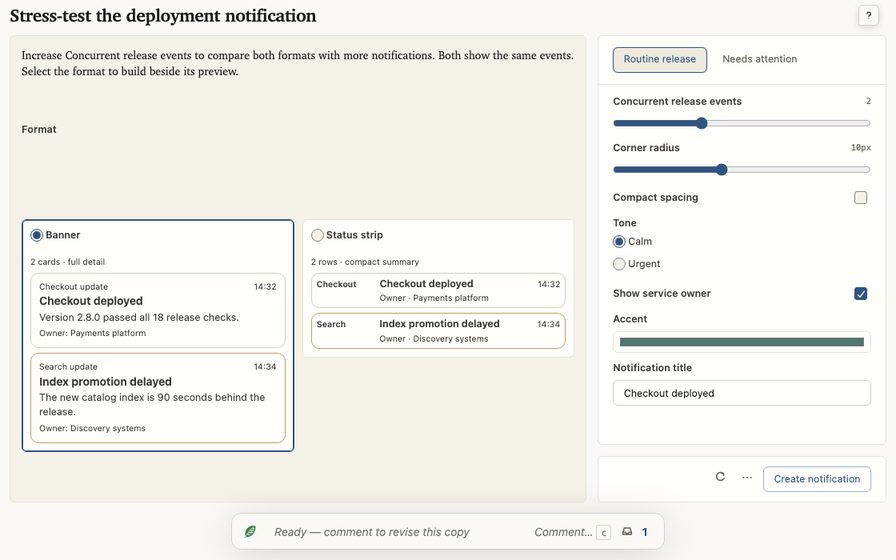 Stress-test the deployment notification
?
Increase Concurrent release events to compare both formats with more notifications. Both show the same events.
Select the format to build beside its preview.
Format
Banner
2 cards · full detail
Checkout update 14:32
Checkout deployed
Version 2.8.0 passed all 18 release checks.
Owner: Payments platform
Search update 14:34
Index promotion delayed
The new catalog index is 90 seconds behind the
release.
Owner: Discovery systems
Status strip
2 rows · compact summary
Checkout Checkout deployed 14:32
Owner · Payments platform
Search Index promotion delayed 14:34
Owner · Discovery systems
Routine release Needs attention
Concurrent release events 2
Corner radius 10px
Compact spacing
Tone
Calm
Urgent
Show service owner
Accent
Notification title
Checkout deployed
Create notification
Ready — comment to revise this copy Comment... c 1